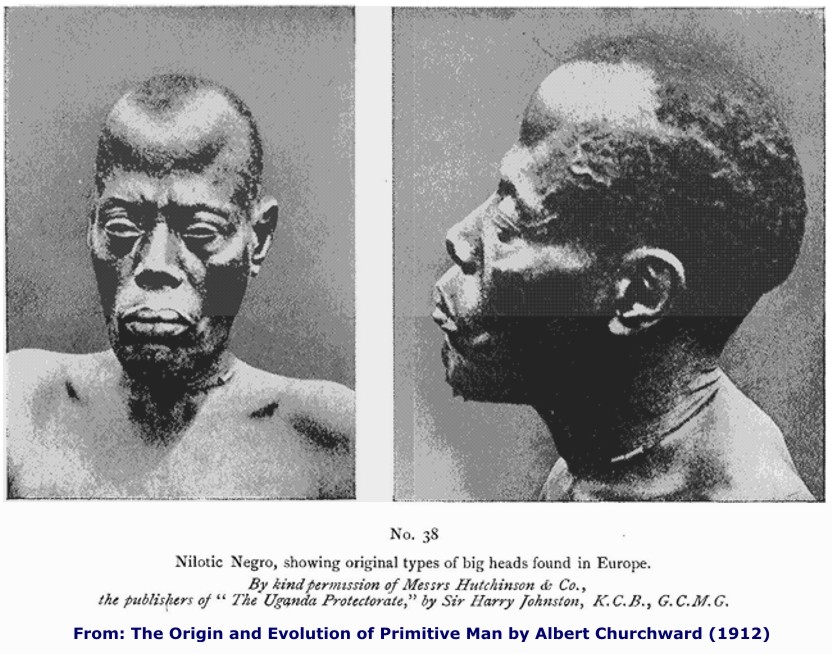 No. 38
Nilotic Negro, showing original types of big heads found in Europe.
By kind permission of Messrs Hutchinson & Co.,
the publishers of “ The Uganda Protectorate,” by Sir Harry Johnston, K.C.B., G.C.M.G.
From: The Origin and Evolution of Primitive Man by Albert Churchward (1912)